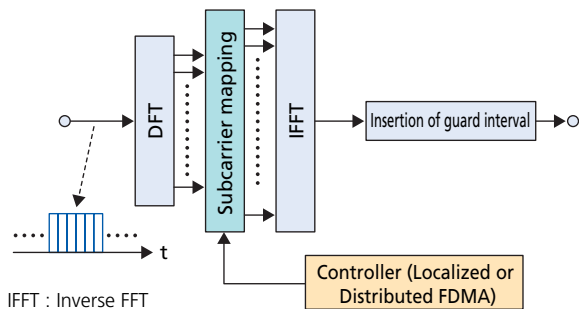 DFT
Subcarrier mapping
IFFT
Insertion of guard interval
t
Controller (Localized or
Distributed FDMA)
IFFT : Inverse FFT